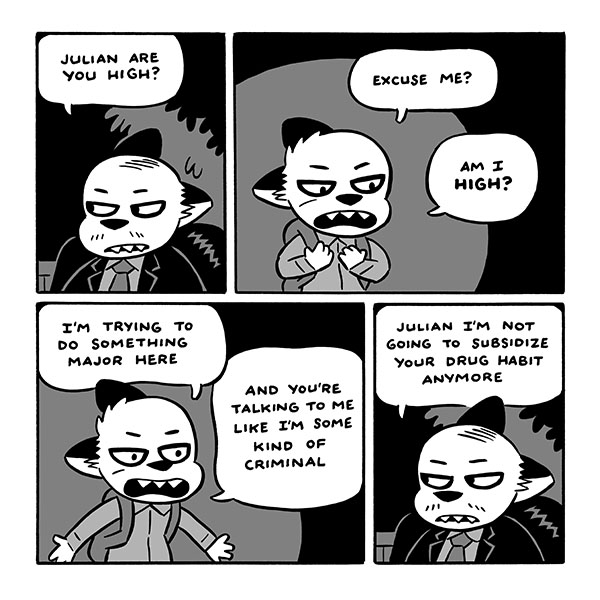 JULIAN ARE
YOU HIGH?
EXCUSE ME?
AM I
HIGH?
I'M TRYING TO
DO SOMETHING
MAJOR HERE
AND YOU'RE
TALKING TO ME
LIKE I'M SOME
KIND OF
CRIMINAL
JULIAN I'M NOT
GOING TO SUBSIDIZE
YOUR DRUG HABIT
ANYMORE